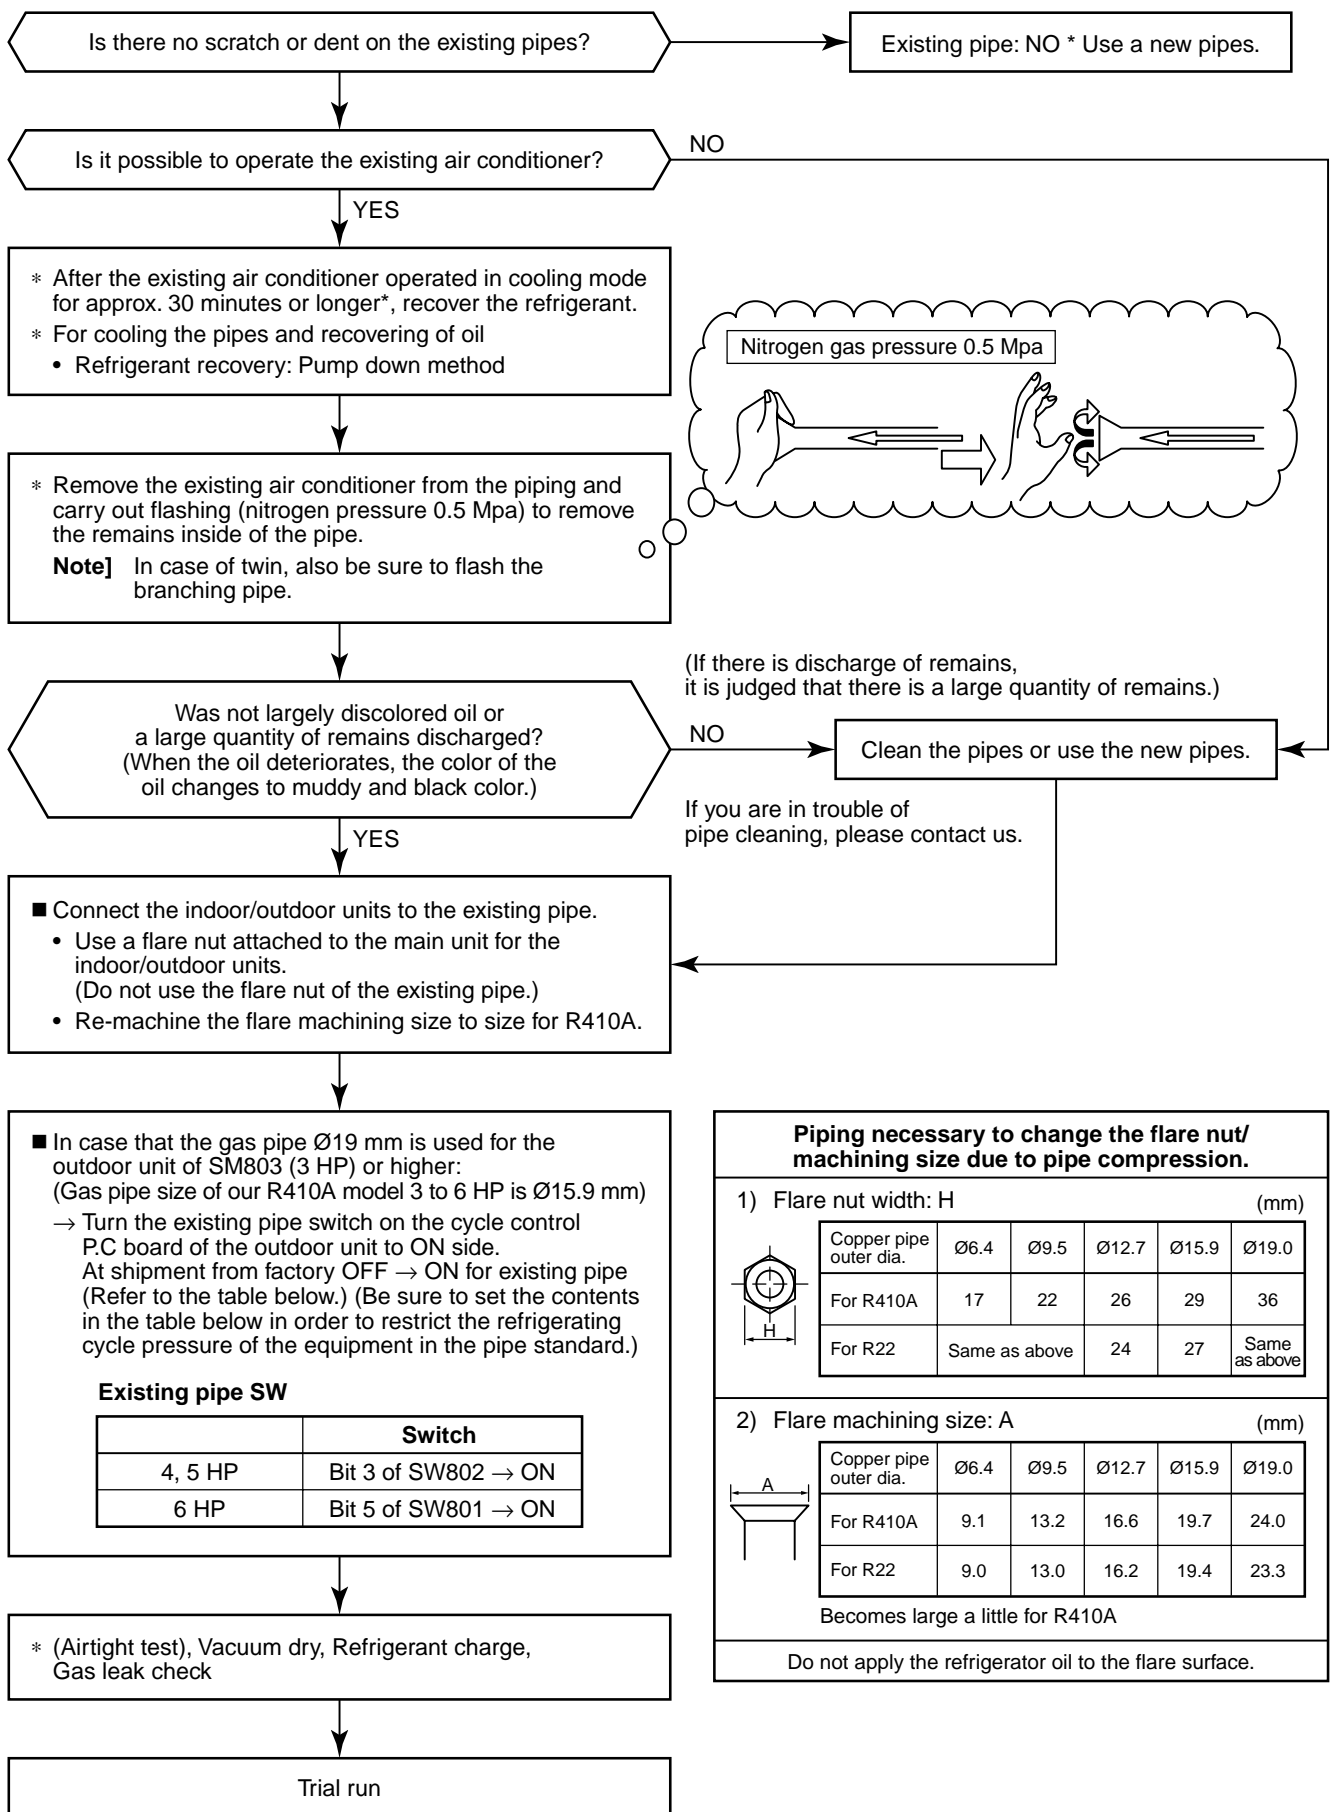 Is there no scratch or dent on the existing pipes?
Existing pipe: NO * Use a new pipes.
Is it possible to operate the existing air conditioner?
NO
YES
* After the existing air conditioner operated in cooling mode
for approx. 30 minutes or longer*, recover the refrigerant.
* For cooling the pipes and recovering of oil
• Refrigerant recovery: Pump down method
Nitrogen gas pressure 0.5 Mpa
* Remove the existing air conditioner from the piping and
carry out flashing (nitrogen pressure 0.5 Mpa) to remove
the remains inside of the pipe.
Note] In case of twin, also be sure to flash the
branching pipe.
(If there is discharge of remains,
it is judged that there is a large quantity of remains.)
Was not largely discolored oil or
a large quantity of remains discharged?
(When the oil deteriorates, the color of the
oil changes to muddy and black color.)
NO
Clean the pipes or use the new pipes.
If you are in trouble of
pipe cleaning, please contact us.
YES
■ Connect the indoor/outdoor units to the existing pipe.
• Use a flare nut attached to the main unit for the
indoor/outdoor units.
(Do not use the flare nut of the existing pipe.)
• Re-machine the flare machining size to size for R410A.
■ In case that the gas pipe Ø19 mm is used for the
outdoor unit of SM803 (3 HP) or higher:
(Gas pipe size of our R410A model 3 to 6 HP is Ø15.9 mm)
→ Turn the existing pipe switch on the cycle control
P.C board of the outdoor unit to ON side.
At shipment from factory OFF → ON for existing pipe
(Refer to the table below.) (Be sure to set the contents
in the table below in order to restrict the refrigerating
cycle pressure of the equipment in the pipe standard.)
Existing pipe SW
Switch
4, 5 HP Bit 3 of SW802 → ON
6 HP Bit 5 of SW801 → ON
Piping necessary to change the flare nut/
machining size due to pipe compression.
1) Flare nut width: H (mm)
H
Copper pipe
outer dia. Ø6.4 Ø9.5 Ø12.7 Ø15.9 Ø19.0
For R410A 17 22 26 29 36
For R22 Same as above 24 27 Same
as above
2) Flare machining size: A (mm)
A
Copper pipe
outer dia. Ø6.4 Ø9.5 Ø12.7 Ø15.9 Ø19.0
For R410A 9.1 13.2 16.6 19.7 24.0
For R22 9.0 13.0 16.2 19.4 23.3
Becomes large a little for R410A
Do not apply the refrigerator oil to the flare surface.
* (Airtight test), Vacuum dry, Refrigerant charge,
Gas leak check
Trial run